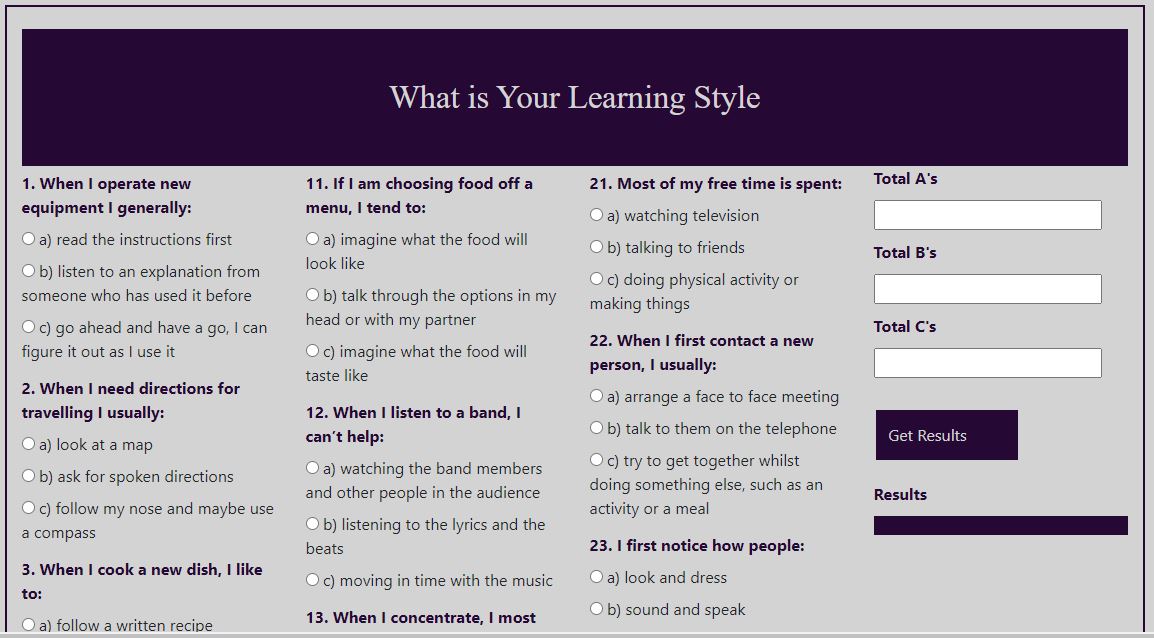 What is Your Learning Style
1. When I operate new
equipment I generally:
a) read the instructions first
b) listen to an explanation from
someone who has used it before
c) go ahead and have a go, I can
figure it out as I use it
2. When I need directions for
travelling I usually:
a) look at a map
b) ask for spoken directions
c) follow my nose and maybe use
a compass
3. When I cook a new dish, I like
to:
a) follow a written recipe
11. If I am choosing food off a
menu, I tend to:
a) imagine what the food will
look like
b) talk through the options in my
head or with my partner
c) imagine what the food will
taste like
12. When I listen to a band, I
can’t help:
a) watching the band members
and other people in the audience
b) listening to the lyrics and the
beats
c) moving in time with the music
13. When I concentrate, I most
21. Most of my free time is spent:
a) watching television
b) talking to friends
c) doing physical activity or
making things
22. When I first contact a new
person, I usually:
a) arrange a face to face meeting
b) talk to them on the telephone
c) try to get together whilst
doing something else, such as an
activity or a meal
23. I first notice how people:
a) look and dress
b) sound and speak
Total A's
Total B's
Total C's
Get Results
Results